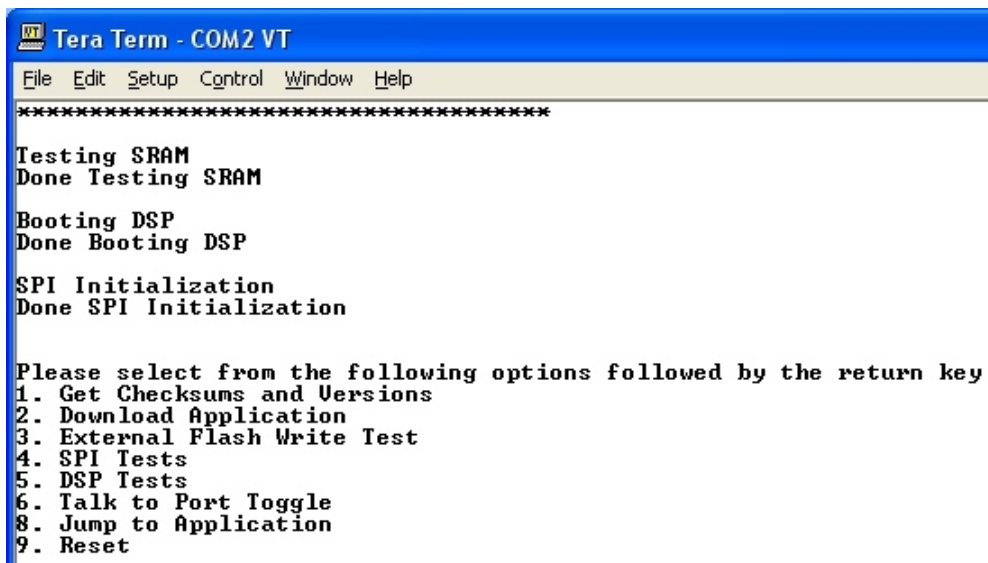 Tera Term - COM2 VT
File Edit Setup Control Window Help
*************************************
Testing SRAM
Done Testing SRAM
Booting DSP
Done Booting DSP
SPI Initialization
Done SPI Initialization
Please select from the following options followed by the return key
1. Get Checksums and Versions
2. Download Application
3. External Flash Write Test
4. SPI Tests
5. DSP Tests
6. Talk to Port Toggle
8. Jump to Application
9. Reset